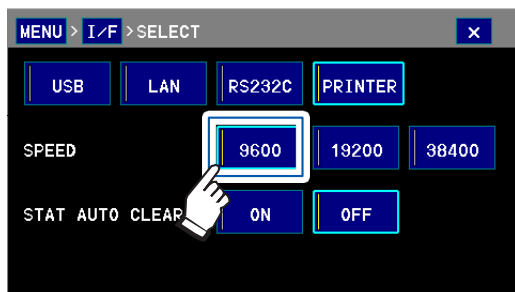 MENU > I/F >SELECT x
USB LAN RS232C PRINTER
SPEED 9600 19200 38400
STAT AUTO CLEAR ON OFF